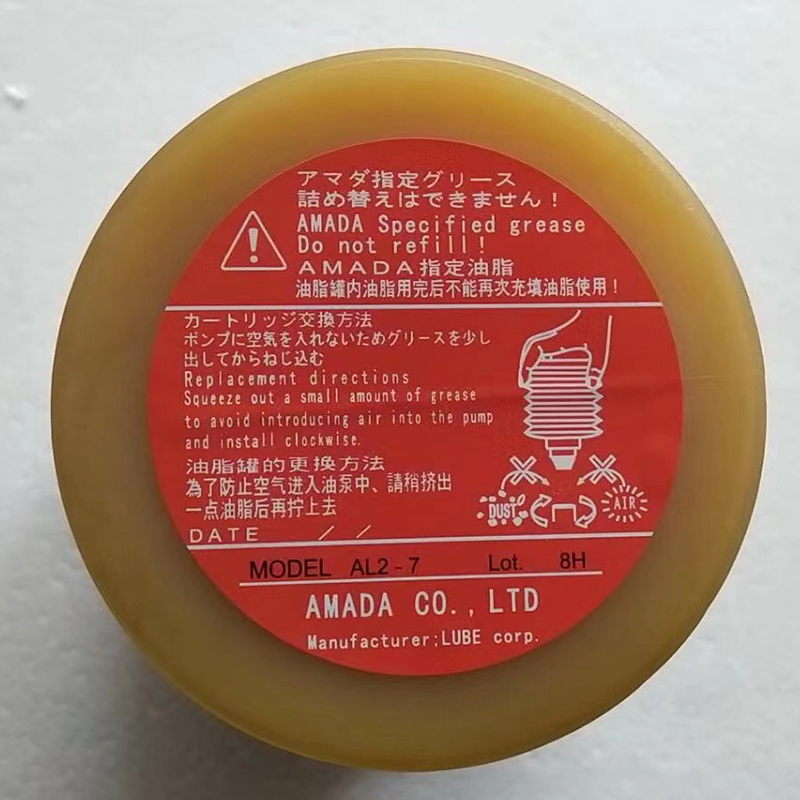 アマダ指定グリース
詰め替えはできません！
AMADA Specified grease
Do not refill!
AMADA指定油脂
油脂罐内油脂用完后不能再次充填油脂使用！
カートリッジ交換方法
ポンプに空気を入れないためグリースを少し
出してからねじ込む
Replacement directions
Squeeze out a small amount of grease
to avoid introducing air into the pump
and install clockwise.
油脂罐的更换方法
為了防止空气进入油泵中、請稍挤出
一点油脂后再拧上去
DUST
AIR
DATE / /
MODEL AL2-7 Lot. 8H
AMADA CO., LTD
Manufacturer;LUBE corp.